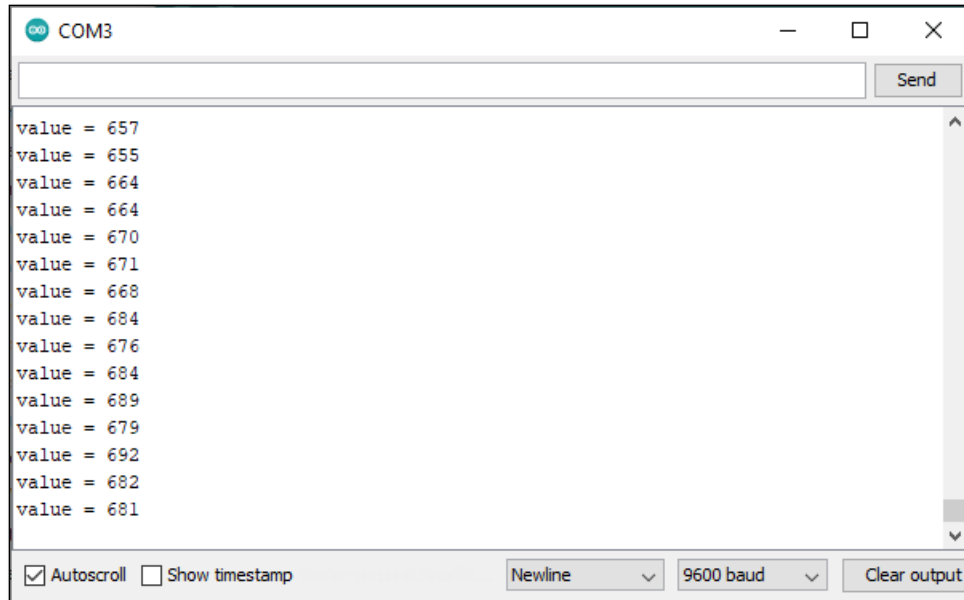 COM3
Send
value = 657
value = 655
value = 664
value = 664
value = 670
value = 671
value = 668
value = 684
value = 676
value = 684
value = 689
value = 679
value = 692
value = 682
value = 681
Autoscroll Show timestamp Newline 9600 baud Clear output